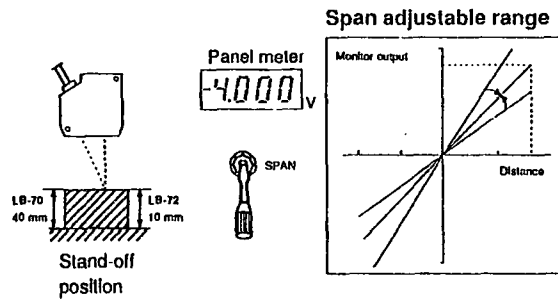 Span adjustable range
Panel meter
-4.000 V
SPAN
Monitor output
Distance
LB-70
40 mm
LB-72
10 mm
Stand-off
position